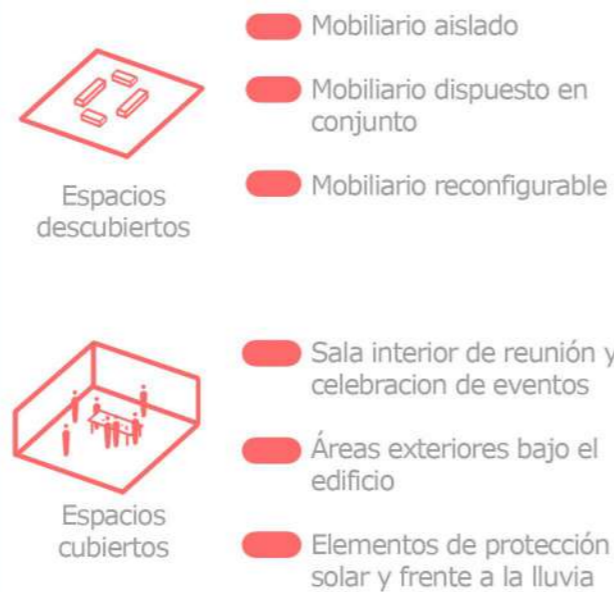 Mobiliario aislado
Mobiliario dispuesto en
conjunto
Mobiliario reconfigurable
Espacios
descubiertos
Sala interior de reunión y
celebracion de eventos
Áreas exteriores bajo el
edificio
Elementos de protección
solar y frente a la lluvia
Espacios
cubiertos